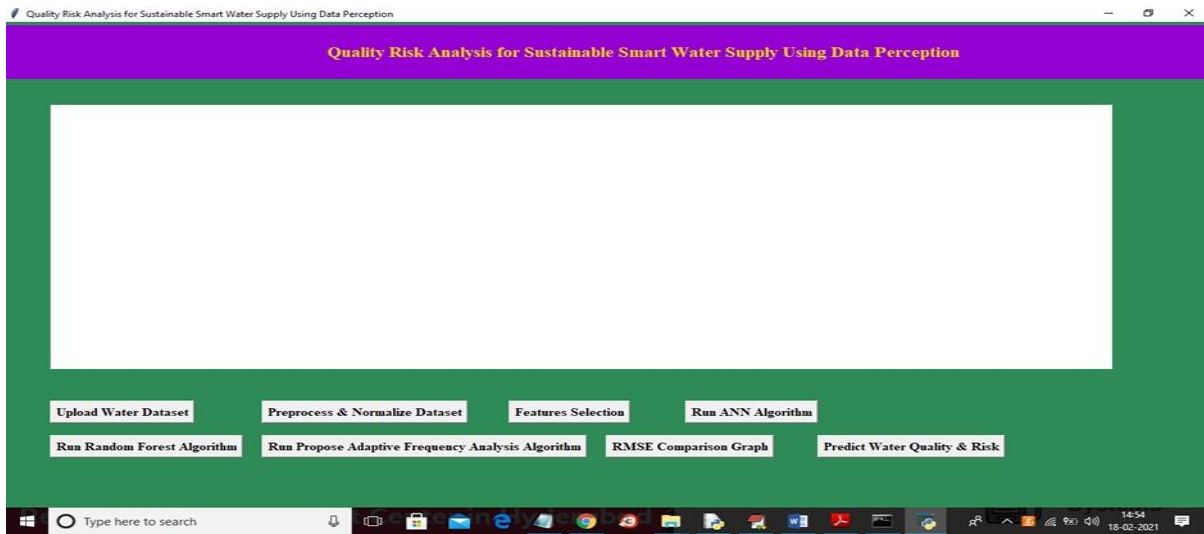 Quality Risk Analysis for Sustainable Smart Water Supply Using Data Perception
Quality Risk Analysis for Sustainable Smart Water Supply Using Data Perception
Upload Water Dataset
Preprocess & Normalize Dataset
Features Selection
Run ANN Algorithm
Run Random Forest Algorithm
Run Propose Adaptive Frequency Analysis Algorithm
RMSE Comparison Graph
Predict Water Quality & Risk
Type here to search
14:54
18-02-2021